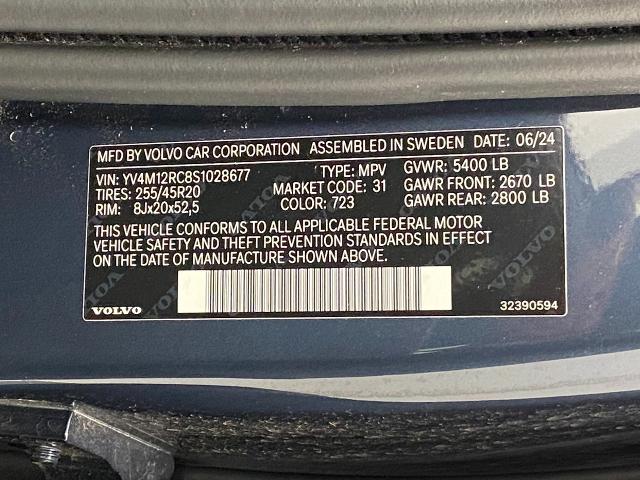 MFD BY VOLVO CAR CORPORATION ASSEMBLED IN SWEDEN DATE: 06/24
VIN: YV4M12RC8S1028677 TYPE: MPV GVWR: 5400 LB
TIRES: 255/45R20 MARKET CODE: 31 GAWR FRONT: 2670 LB
RIM: 8Jx20x52,5 COLOR: 723 GAWR REAR: 2800 LB
THIS VEHICLE CONFORMS TO ALL APPLICABLE FEDERAL MOTOR
VEHICLE SAFETY AND THEFT PREVENTION STANDARDS IN EFFECT
ON THE DATE OF MANUFACTURE SHOWN ABOVE.
VOLVO 32390594